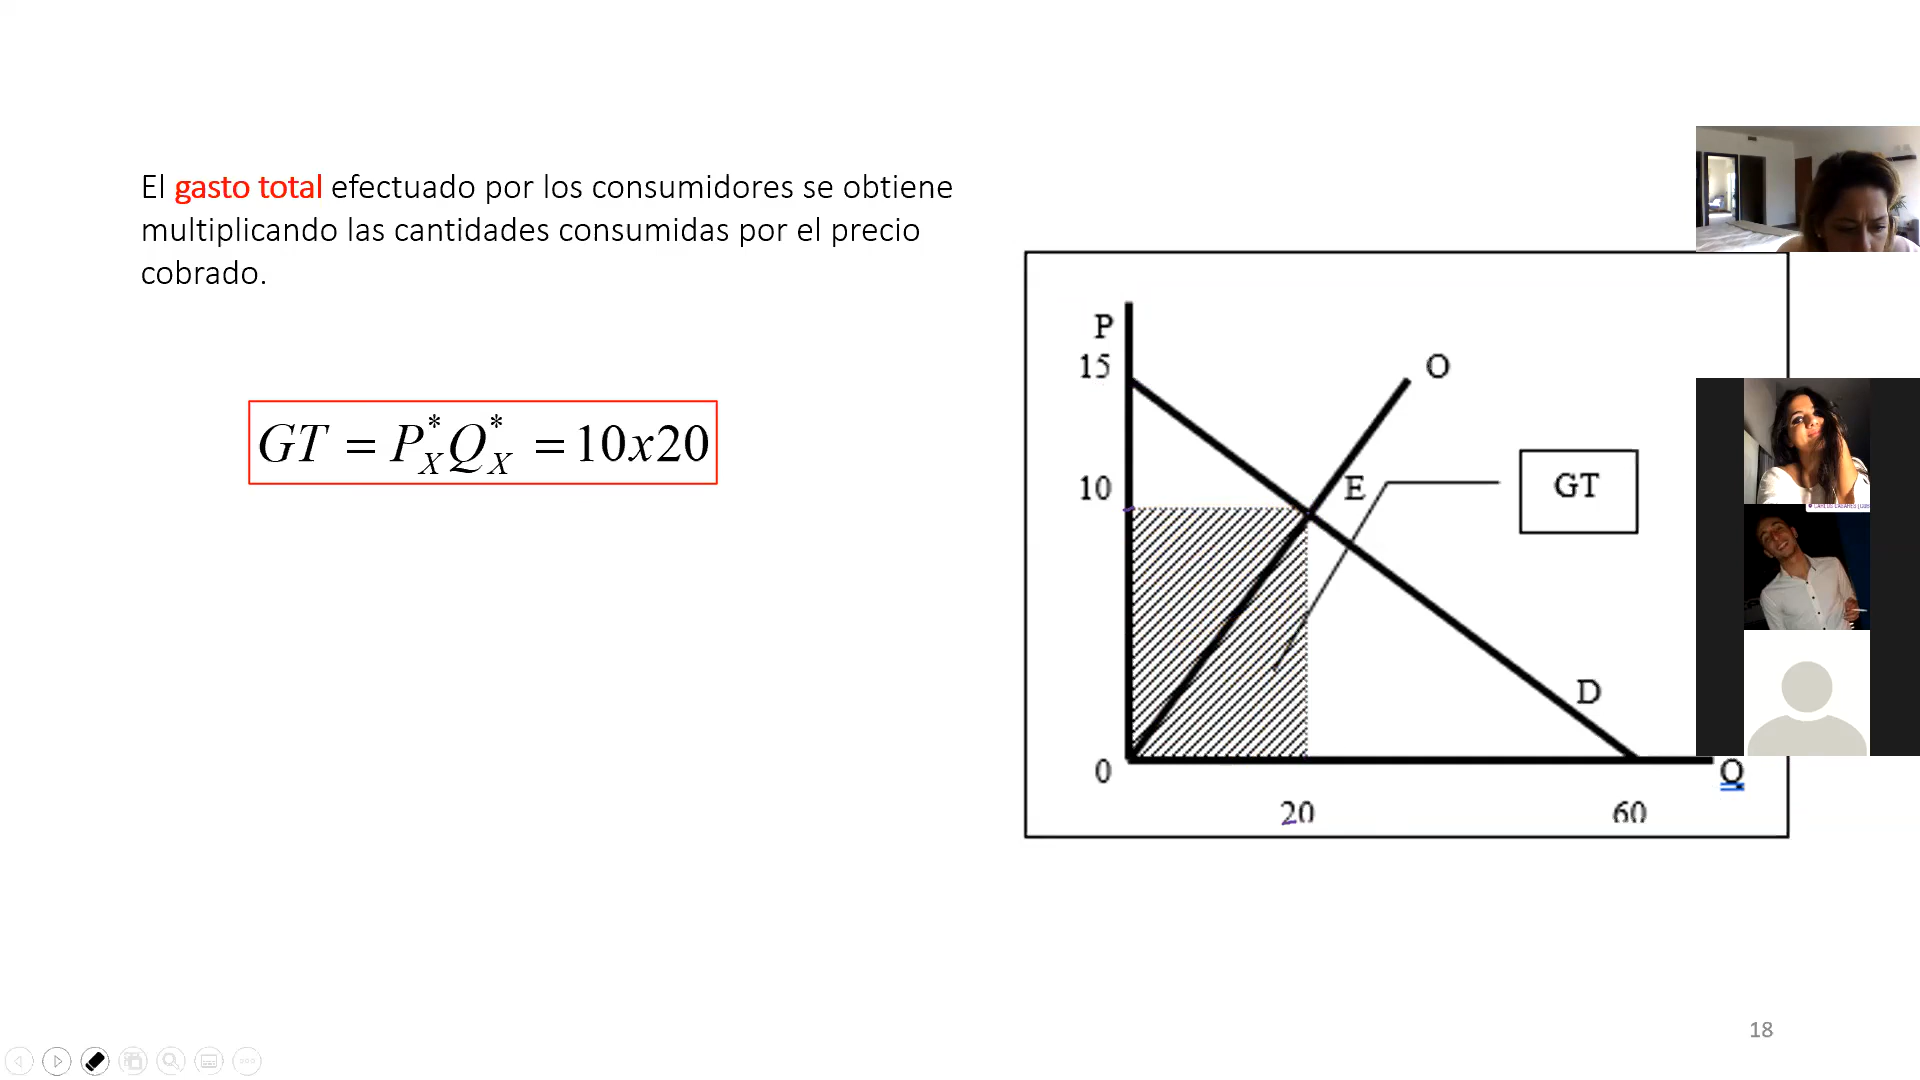 El gasto total efectuado por los consumidores se obtiene
multiplicando las cantidades consumidas por el precio
cobrado.
GT = P*X Q*X = 10x20
P
15
O
10
E
GT
D
0
Q
20
60
18